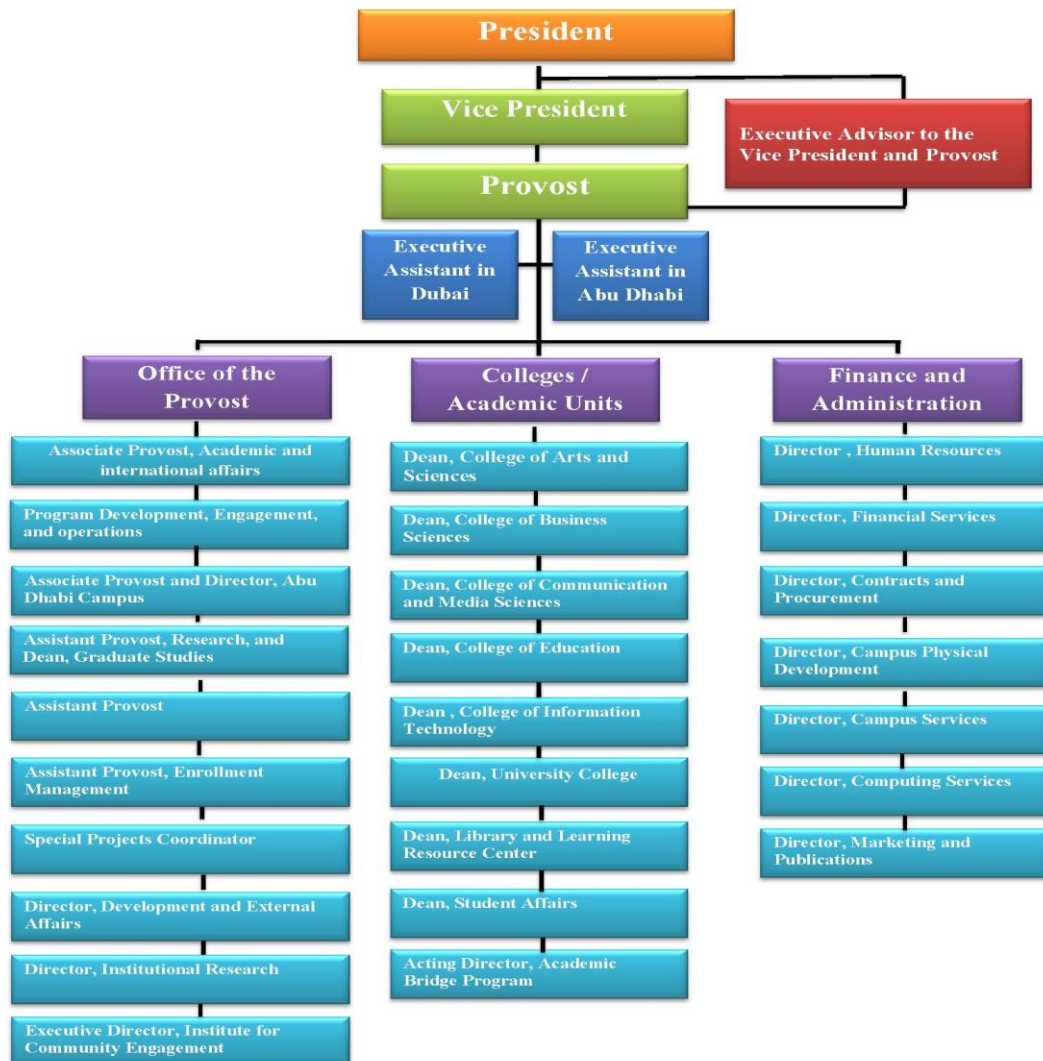 President
Vice President
Executive Advisor to the
Vice President and Provost
Provost
Executive
Assistant in
Dubai
Executive
Assistant in
Abu Dhabi
Office of the
Provost
Associate Provost, Academic and
international affairs
Program Development, Engagement,
and operations
Associate Provost and Director, Abu
Dhabi Campus
Assistant Provost, Research, and
Dean, Graduate Studies
Assistant Provost
Assistant Provost, Enrollment
Management
Special Projects Coordinator
Director, Development and External
Affairs
Director, Institutional Research
Executive Director, Institute for
Community Engagement
Colleges /
Academic Units
Dean, College of Arts and
Sciences
Dean, College of Business
Sciences
Dean, College of Communication
and Media Sciences
Dean, College of Education
Dean , College of Information
Technology
Dean, University College
Dean, Library and Learning
Resource Center
Dean, Student Affairs
Acting Director, Academic
Bridge Program
Finance and
Administration
Director , Human Resources
Director, Financial Services
Director, Contracts and
Procurement
Director, Campus Physical
Development
Director, Campus Services
Director, Computing Services
Director, Marketing and
Publications